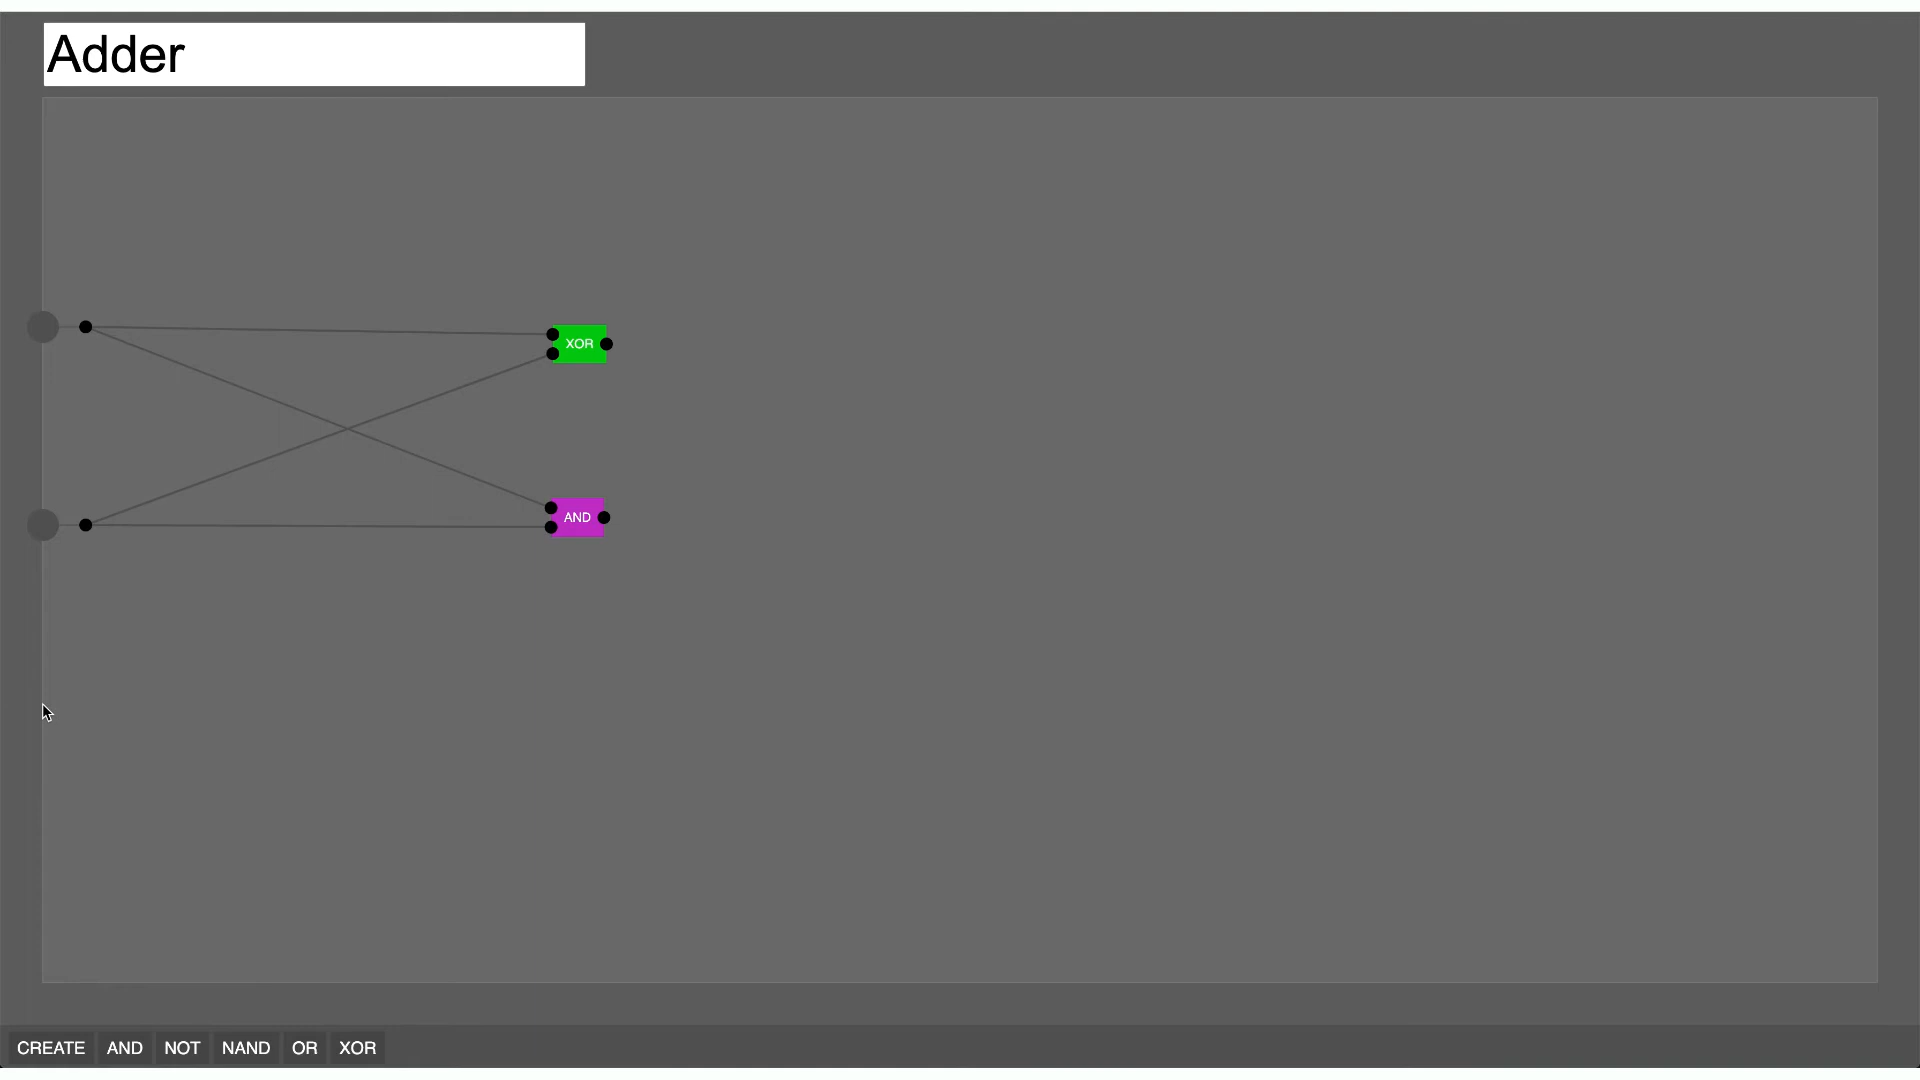 Adder
XOR
AND
CREATE AND NOT NAND OR XOR